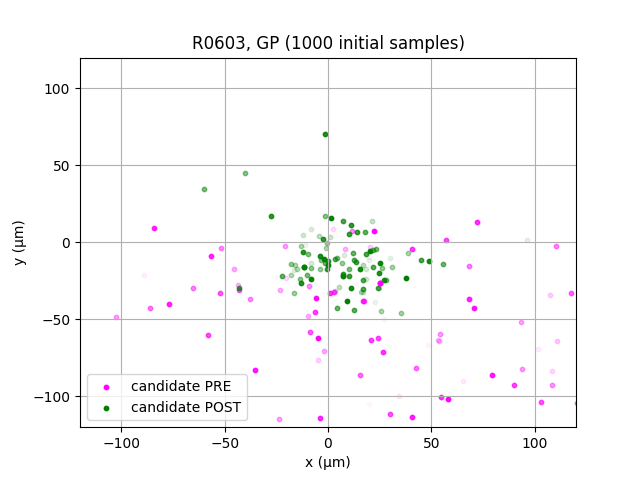 R0603, GP (1000 initial samples)
100
50
0
−50
−100
y (μm)
candidate PRE
candidate POST
−100
−50
0
50
100
x (μm)